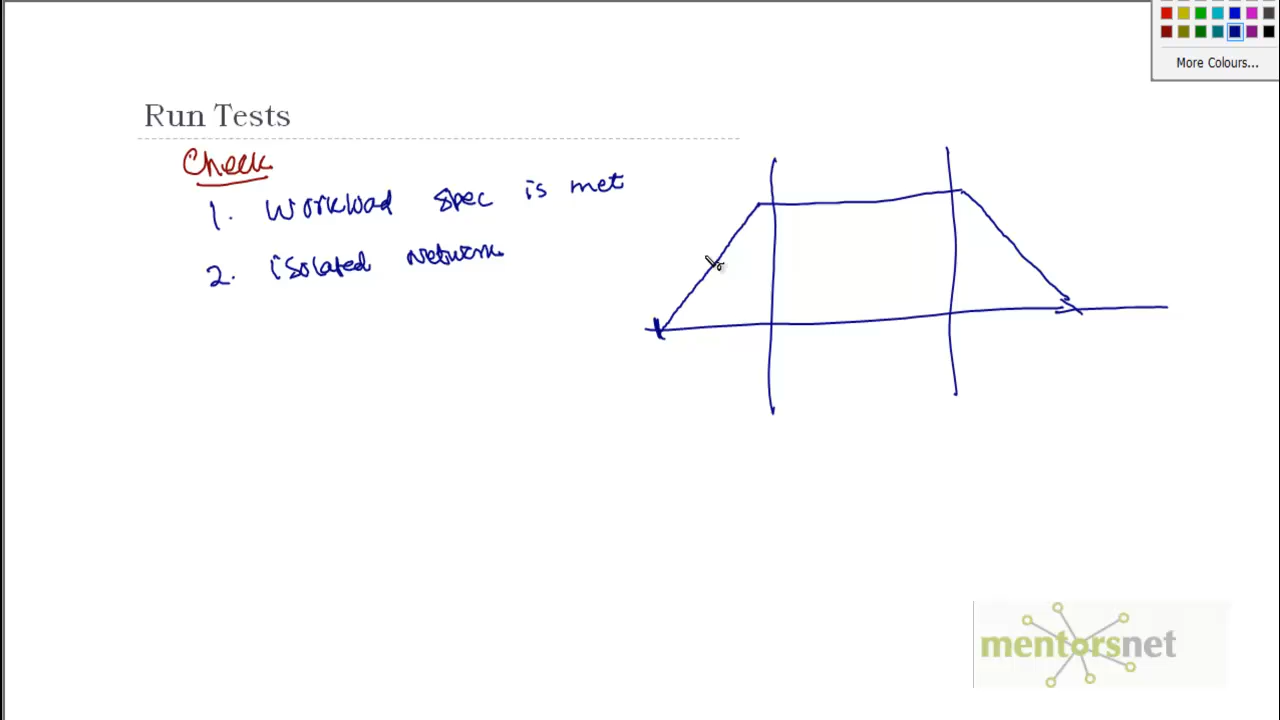 More Colours...
Run Tests
Check
1. Workload spec is met
2. isolated Network
mentorsnet